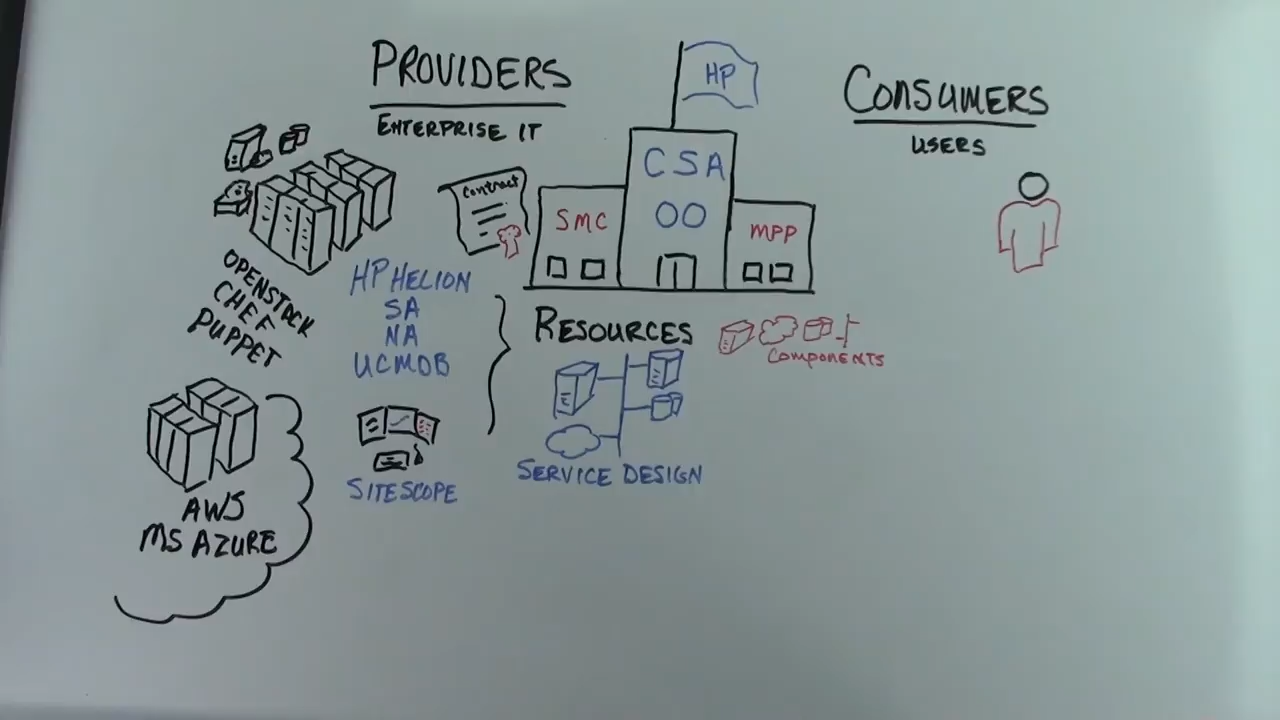 PROVIDERS
ENTERPRISE IT
HP
CONSUMERS
USERS
Contract
CSA
OO
SMC
MPP
OPENSTACK
CHEF
PUPPET
HP HELION
SA
NA
UCMDB
RESOURCES
COMPONENTS
SERVICE DESIGN
SITESCOPE
AWS
MS AZURE